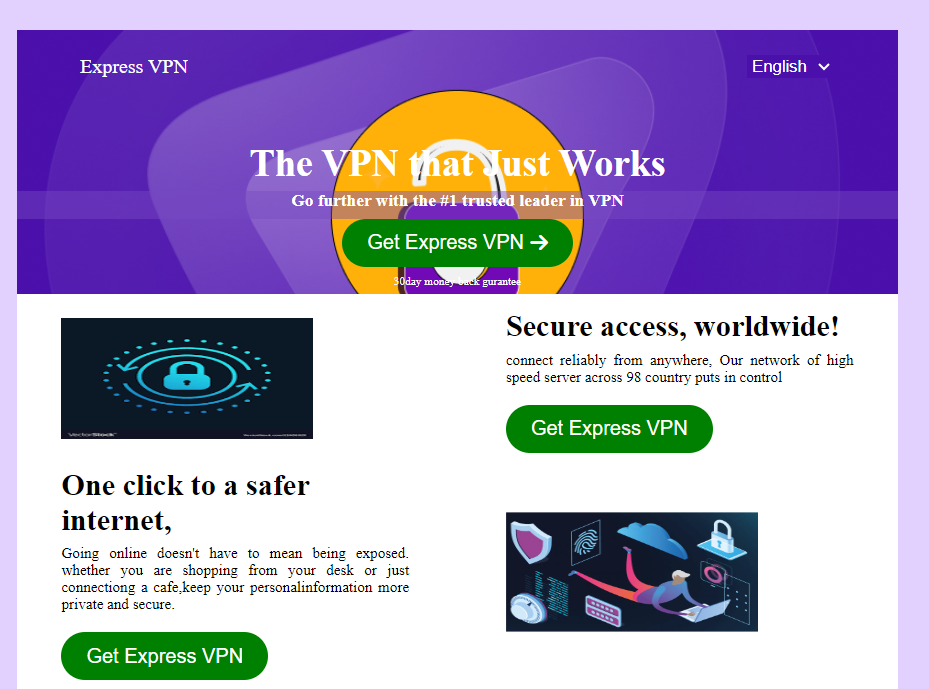 Express VPN
English
The VPN that Just Works
Go further with the #1 trusted leader in VPN
Get Express VPN →
30day money back gurantee
Secure access, worldwide!
connect reliably from anywhere, Our network of high
speed server across 98 country puts in control
Get Express VPN
One click to a safer
internet,
Going online doesn't have to mean being exposed.
whether you are shopping from your desk or just
connectiong a cafe,keep your personalinformation more
private and secure.
Get Express VPN